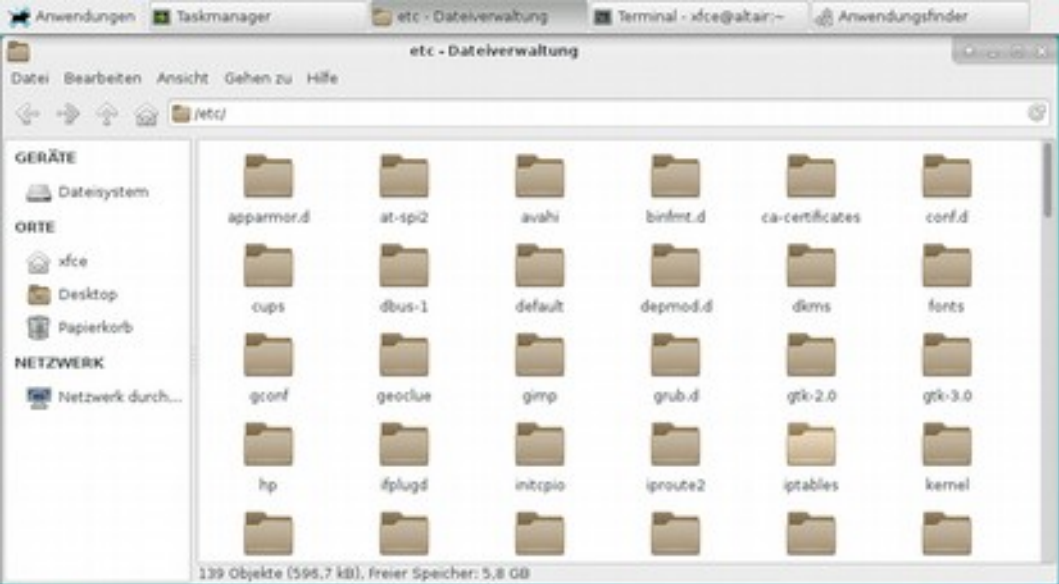 Anwendungen Taskmanager etc - Dateiverwaltung Terminal - xfce@altair:~ Anwendungsfinder
etc - Dateiverwaltung
Datei Bearbeiten Ansicht Gehen zu Hilfe
/etc/
GERÄTE
Dateisystem
ORTE
xfce
Desktop
Papierkorb
NETZWERK
Netzwerk durch...
apparmor.d at-spi2 avahi binfmt.d ca-certificates conf.d
cups dbus-1 default depmod.d dkms fonts
gconf geoclue gimp grub.d gtk-2.0 gtk-3.0
hp ifplugd initcpio iproute2 iptables kernel
139 Objekte (596,7 kB), Freier Speicher: 5,8 GB